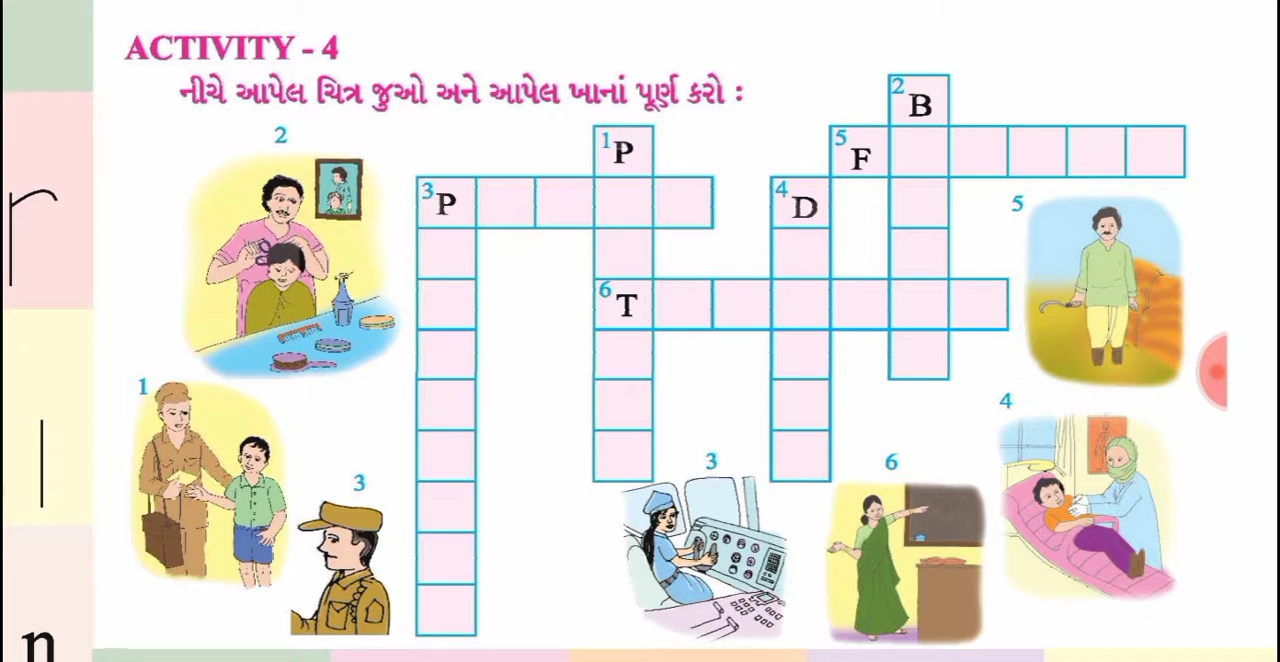 ACTIVITY - 4
નીચે આપેલ ચિત્ર જુઓ અને આપેલ ખાનાં પૂર્ણ કરો :
2
2 B
1 P
5 F
3 P
4 D
5
r
6 T
1
4
l
3
3
6
n